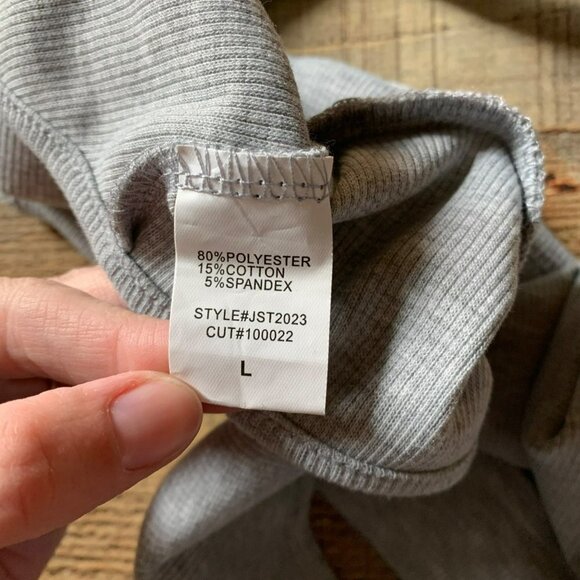 80%POLYESTER
15%COTTON
5%SPANDEX
STYLE#JST2023
CUT#100022
L